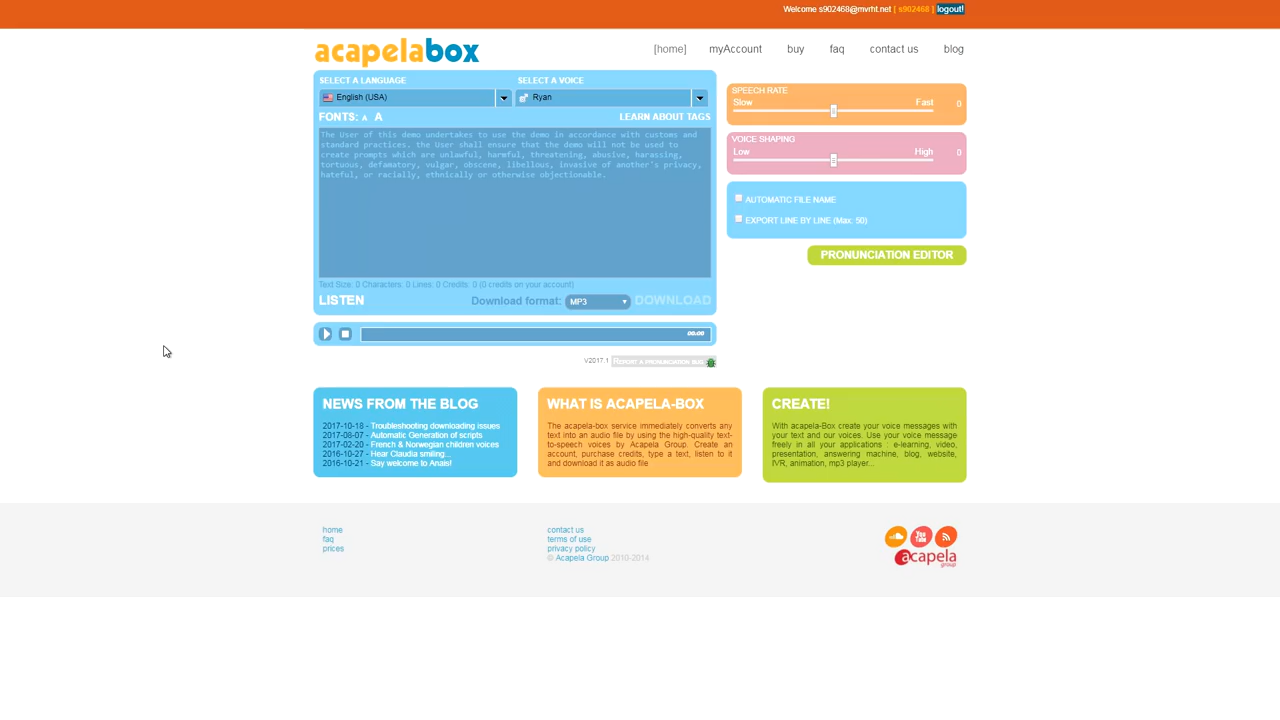 Welcome s902468@mvrht.net [ s902468 ] logout!
acapelabox
[home] myAccount buy faq contact us blog
SELECT A LANGUAGE SELECT A VOICE
English (USA) Ryan
FONTS: A A LEARN ABOUT TAGS
The User of this demo undertakes to use the demo in accordance with customs and
standard practices, the User shall ensure that the demo will not be used to
create prompts which are unlawful, harmful, threatening, abusive, harassing,
tortuous, defamatory, vulgar, obscene, libellous, invasive of another's privacy,
hateful, or racially, ethnically or otherwise objectionable.
Text Size: 0 Characters: 0 Lines: 0 Credits: 0 (0 credits on your account)
LISTEN Download format: MP3 DOWNLOAD
00:00
V2017.1 REPORT A PRONUNCIATION BUG
SPEECH RATE
Slow Fast 0
VOICE SHAPING
Low High 0
AUTOMATIC FILE NAME
EXPORT LINE BY LINE (Max: 50)
PRONUNCIATION EDITOR
NEWS FROM THE BLOG
2017-10-18 - Troubleshooting downloading issues
2017-08-07 - Automatic Generation of scripts
2017-02-20 - French & Norwegian children voices
2016-10-27 - Hear Claudia smiling...
2016-10-21 - Say welcome to Anais!
WHAT IS ACAPELA-BOX
The acapela-box service immediately converts any
text into an audio file by using the high-quality text-
to-speech voices by Acapela Group. Create an
account, purchase credits, type a text, listen to it
and download it as audio file
CREATE!
With acapela-Box create your voice messages with
your text and our voices. Use your voice message
freely in all your applications : e-learning, video,
presentation, answering machine, blog, website,
IVR, animation, mp3 player...
home
faq
prices
contact us
terms of use
privacy policy
© Acapela Group 2010-2014
You Tube
acapela
group